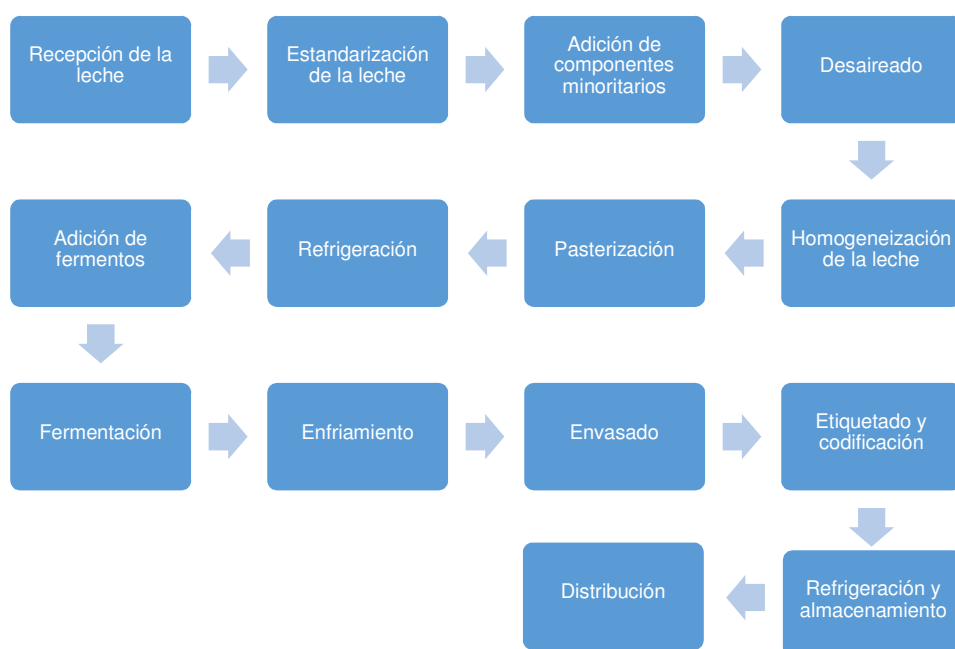 Recepción de la
leche
Estandarización
de la leche
Adición de
componentes
minoritarios
Desaireado
Homogeneización
de la leche
Pasterización
Refrigeración
Adición de
fermentos
Fermentación
Enfriamiento
Envasado
Etiquetado y
codificación
Refrigeración y
almacenamiento
Distribución